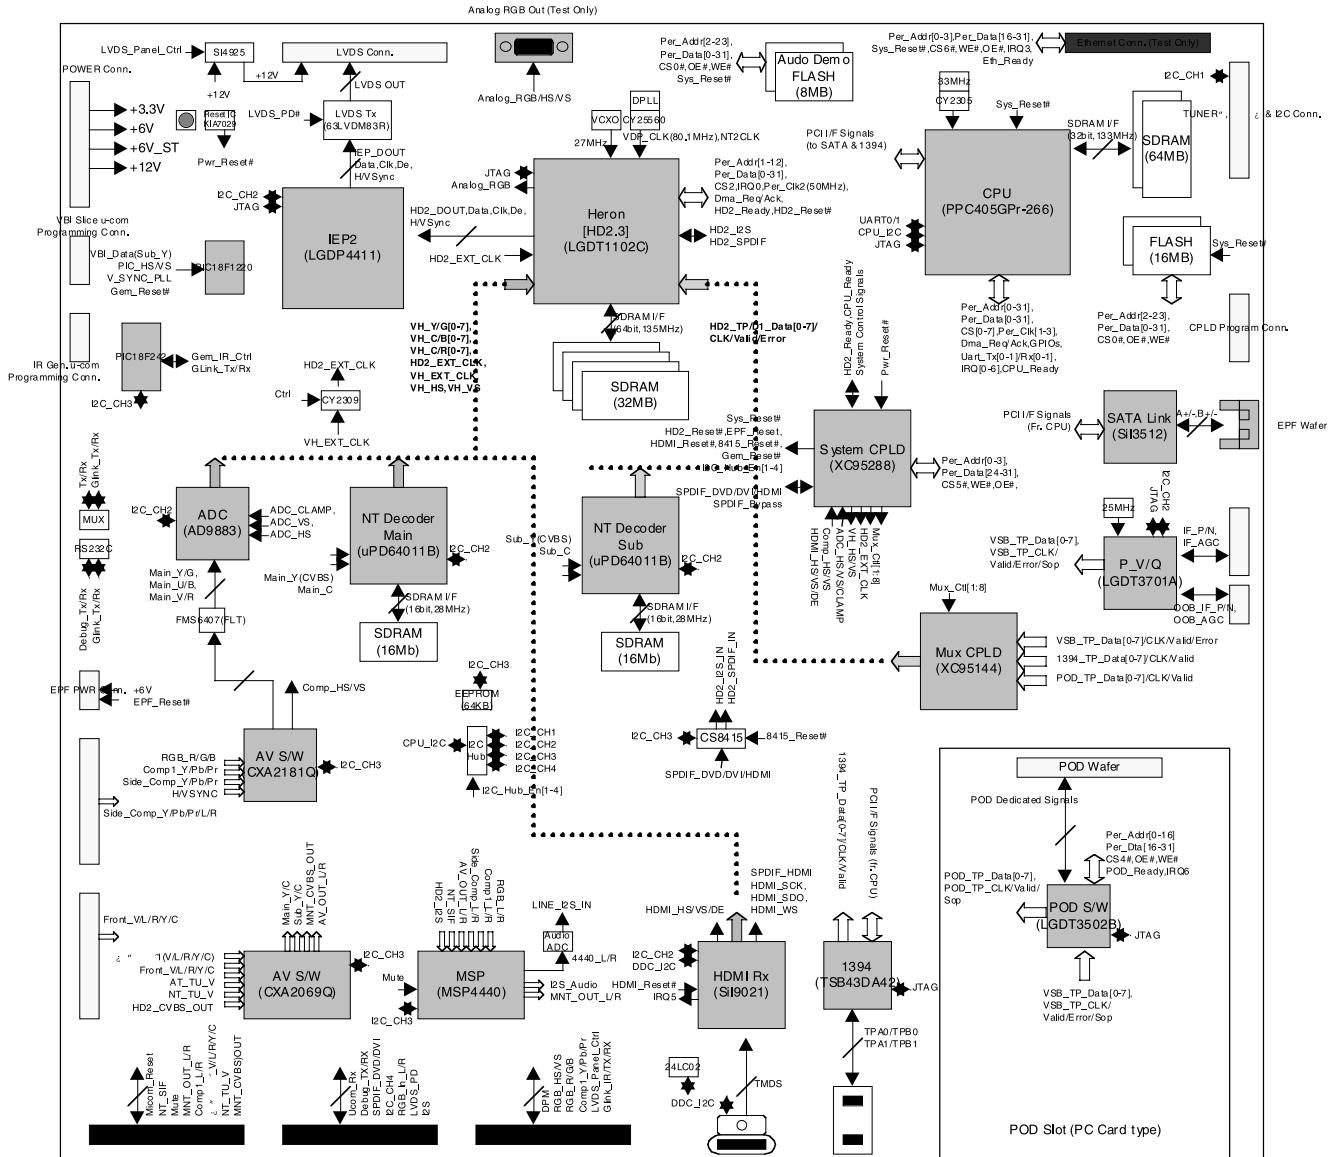 Analog RGB Out (Test Only)
LVDS_Panel_Ctrl
SI4925
LVDS Conn.
+12V
LVDS OUT
+12V
POWER Conn.
+3.3V
+6V
+6V_ST
+12V
Reset IC
KIA7029
Pwr_Reset#
LVDS_PD#
LVDS Tx
(63LVDM83R)
IEP_DOUT
Data,Clk,De,
H/VSync
Analog_RGB/HS/VS
Per_Addr[2-23],
Per_Data[0-31],
CS0#,OE#,WE#
Sys_Reset#
Audo Demo
FLASH
(8MB)
Per_Addr[0-3],Per_Data[16-31],
Sys_Reset#,CS6#,WE#,OE#,IRQ3,
Eth_Ready
Ethernet Conn. (Test Only)
I2C_CH1
TUNER
& I2C Conn.
VCXO
27MHz
DPLL
CY25560
VDP_CLK(80.1MHz),NT2CLK
33MHz
CY2305
Sys_Reset#
PCI I/F Signals
(to SATA & 1394)
SDRAM I/F
(32bit,133MHz)
SDRAM
(64MB)
CPU
(PPC405GPr-266)
UART0/1
CPU_I2C
JTAG
FLASH
(16MB)
Sys_Reset#
JTAG
Analog_RGB
Heron
[HD2.3]
(LGDT1102C)
Per_Addr[1-12],
Per_Data[0-31],
CS2,IRQ0,Per_Clk2(50MHz),
Dma_Req/Ack,
HD2_Ready,HD2_Reset#
HD2_I2S
HD2_SPDIF
I2C_CH2
JTAG
IEP2
(LGDP4411)
HD2_DOUT,Data,Clk,De,
H/VSync
HD2_EXT_CLK
VBI Slice u-com
Programming Conn.
VBI_Data(Sub_Y)
PIC_HS/VS
V_SYNC_PLL
Gem_Reset#
PIC18F1220
IR Gen.u-com
Programming Conn.
PIC18F242
Gem_IR_Ctrl
GLink_Tx/Rx
I2C_CH3
HD2_EXT_CLK
Ctrl
CY2309
VH_EXT_CLK
VH_Y/G[0-7],
VH_C/B[0-7],
VH_C/R[0-7],
HD2_EXT_CLK,
VH_EXT_CLK
VH_HS,VH_VS
SDRAM I/F
(64bit,135MHz)
SDRAM
(32MB)
HD2_TP/D1_Data[0-7]/
CLK/Valid/Error
HD2_Ready,CPU_Ready
System Control Signals
Pwr_Reset#
Per_Addr[0-31],
Per_Data[0-31],
CS[0-7],Per_Clk[1-3],
Dma_Req/Ack,GPIOs,
Uart_Tx[0-1]/Rx[0-1],
IRQ[0-6],CPU_Ready
Per_Addr[2-23],
Per_Data[0-31],
CS0#,OE#,WE#
CPLD Program Conn.
PCI I/F Signals
(Fr. CPU)
SATA Link
(SiI3512)
A+/-,B+/-
EPF Wafer
Sys_Reset#
HD2_Reset#,EPF_Reset,
HDMI_Reset#,8415_Reset#,
Gem_Reset#
I2C_Hub_En[1-4]
SPDIF_DVD/DVI/HDMI
SPDIF_Bypass
System CPLD
(XC95288)
Per_Addr[0-3],
Per_Data[24-31],
CS5#,WE#,OE#,
HDMI_HS/VS/DE
Comp_HS/VS
ADC_HS/VS/CLAMP
VH_HS/VS
HD2_EXT_CLK
Mux_Ctl[1:8]
Tx/Rx
Glink_Tx/Rx
MUX
RS232C
Debug_Tx/Rx
Glink_Tx/Rx
I2C_CH2
ADC
(AD9883)
ADC_CLAMP,
ADC_VS,
ADC_HS
Main_Y/G,
Main_U/B,
Main_V/R
FMS6407(FLT)
NT Decoder
Main
(uPD64011B)
I2C_CH2
Main_Y(CVBS)
Main_C
SDRAM I/F
(16bit,28MHz)
SDRAM
(16Mb)
Sub_Y(CVBS)
Sub_C
NT Decoder
Sub
(uPD64011B)
I2C_CH2
SDRAM I/F
(16bit,28MHz)
SDRAM
(16Mb)
25MHz
JTAG
I2C_CH2
VSB_TP_Data[0-7],
VSB_TP_CLK/
Valid/Error/Sop
P_V/Q
(LGDT3701A)
IF_P/N,
IF_AGC
OOB_IF_P/N,
OOB_AGC
Mux_Ctl[1:8]
Mux CPLD
(XC95144)
VSB_TP_Data[0-7]/CLK/Valid/Error
1394_TP_Data[0-7]/CLK/Valid
POD_TP_Data[0-7]/CLK/Valid
EPF PWR Conn.
+6V
EPF_Reset#
Comp_HS/VS
I2C_CH3
EEPROM
(64KB)
CPU_I2C
I2C
Hub
I2C_CH1
I2C_CH2
I2C_CH3
I2C_CH4
I2C_Hub_En[1-4]
HD2_I2S_IN
HD2_SPDIF_IN
I2C_CH3
CS8415
8415_Reset#
SPDIF_DVD/DVI/HDMI
RGB_R/G/B
Comp1_Y/Pb/Pr
Side_Comp_Y/Pb/Pr
H/VSYNC
AV S/W
CXA2181Q)
I2C_CH3
Side_Comp_Y/Pb/Pr/L/R
Front_V/L/R/Y/C
Main_Y/C
Sub_Y/C
MNT_CVBS_OUT
AV_OUT_L/R
1(V/L/R/Y/C)
Front_V/L/R/Y/C
AT_TU_V
NT_TU_V
HD2_CVBS_OUT
AV S/W
(CXA2069Q)
I2C_CH3
HD2_I2S
NT_SIF
AV_OUT_L/R
Side_Comp_L/R
Comp1_L/R
RGB_L/R
LINE_I2S_IN
Audio
ADC
4440_L/R
Mute
I2C_CH3
MSP
(MSP4440)
I2S_Audio
MNT_OUT_L/R
SPDIF_HDMI
HDMI_SCK,
HDMI_SDO,
HDMI_WS
HDMI_HS/VS/DE
I2C_CH2
DDC_I2C
HDMI_Reset#
IRQ5
HDMI Rx
(SiI9021)
1394_TP_Data[0-7]/CLK/Valid
PCI I/F Signals (fr.CPU)
1394
(TSB43DA42)
JTAG
TPA0/TPB0
TPA1/TPB1
24LC02
DDC_I2C
TMDS
POD Wafer
POD Dedicated Signals
Per_Addr[0-16]
Per_Dta[16-31]
CS4#,OE#,WE#
POD_Ready,IRQ6
POD_TP_Data[0-7],
POD_TP_CLK/Valid/
Sop
POD S/W
(LGDT3502B)
JTAG
VSB_TP_Data[0-7],
VSB_TP_CLK/
Valid/Error/Sop
POD Slot (PC Card type)
Micom_Reset
NT_SIF
Mute
MNT_OUT_L/R
Comp1_L/R
V/L/R/Y/C
NT_TU_V
MNT_CVBS)OUT
Ucom_Rx
Debug_TX/RX
SPDIF_DVD/DVI
I2C_CH4
RGB_In_L/R
LVDS_PD
I2S
DPM
RGB_HS/VS
RGB_R/G/B
Comp1_Y/Pb/Pr
LVDS_Panel_Ctrl
Glink_IR/TX/RX